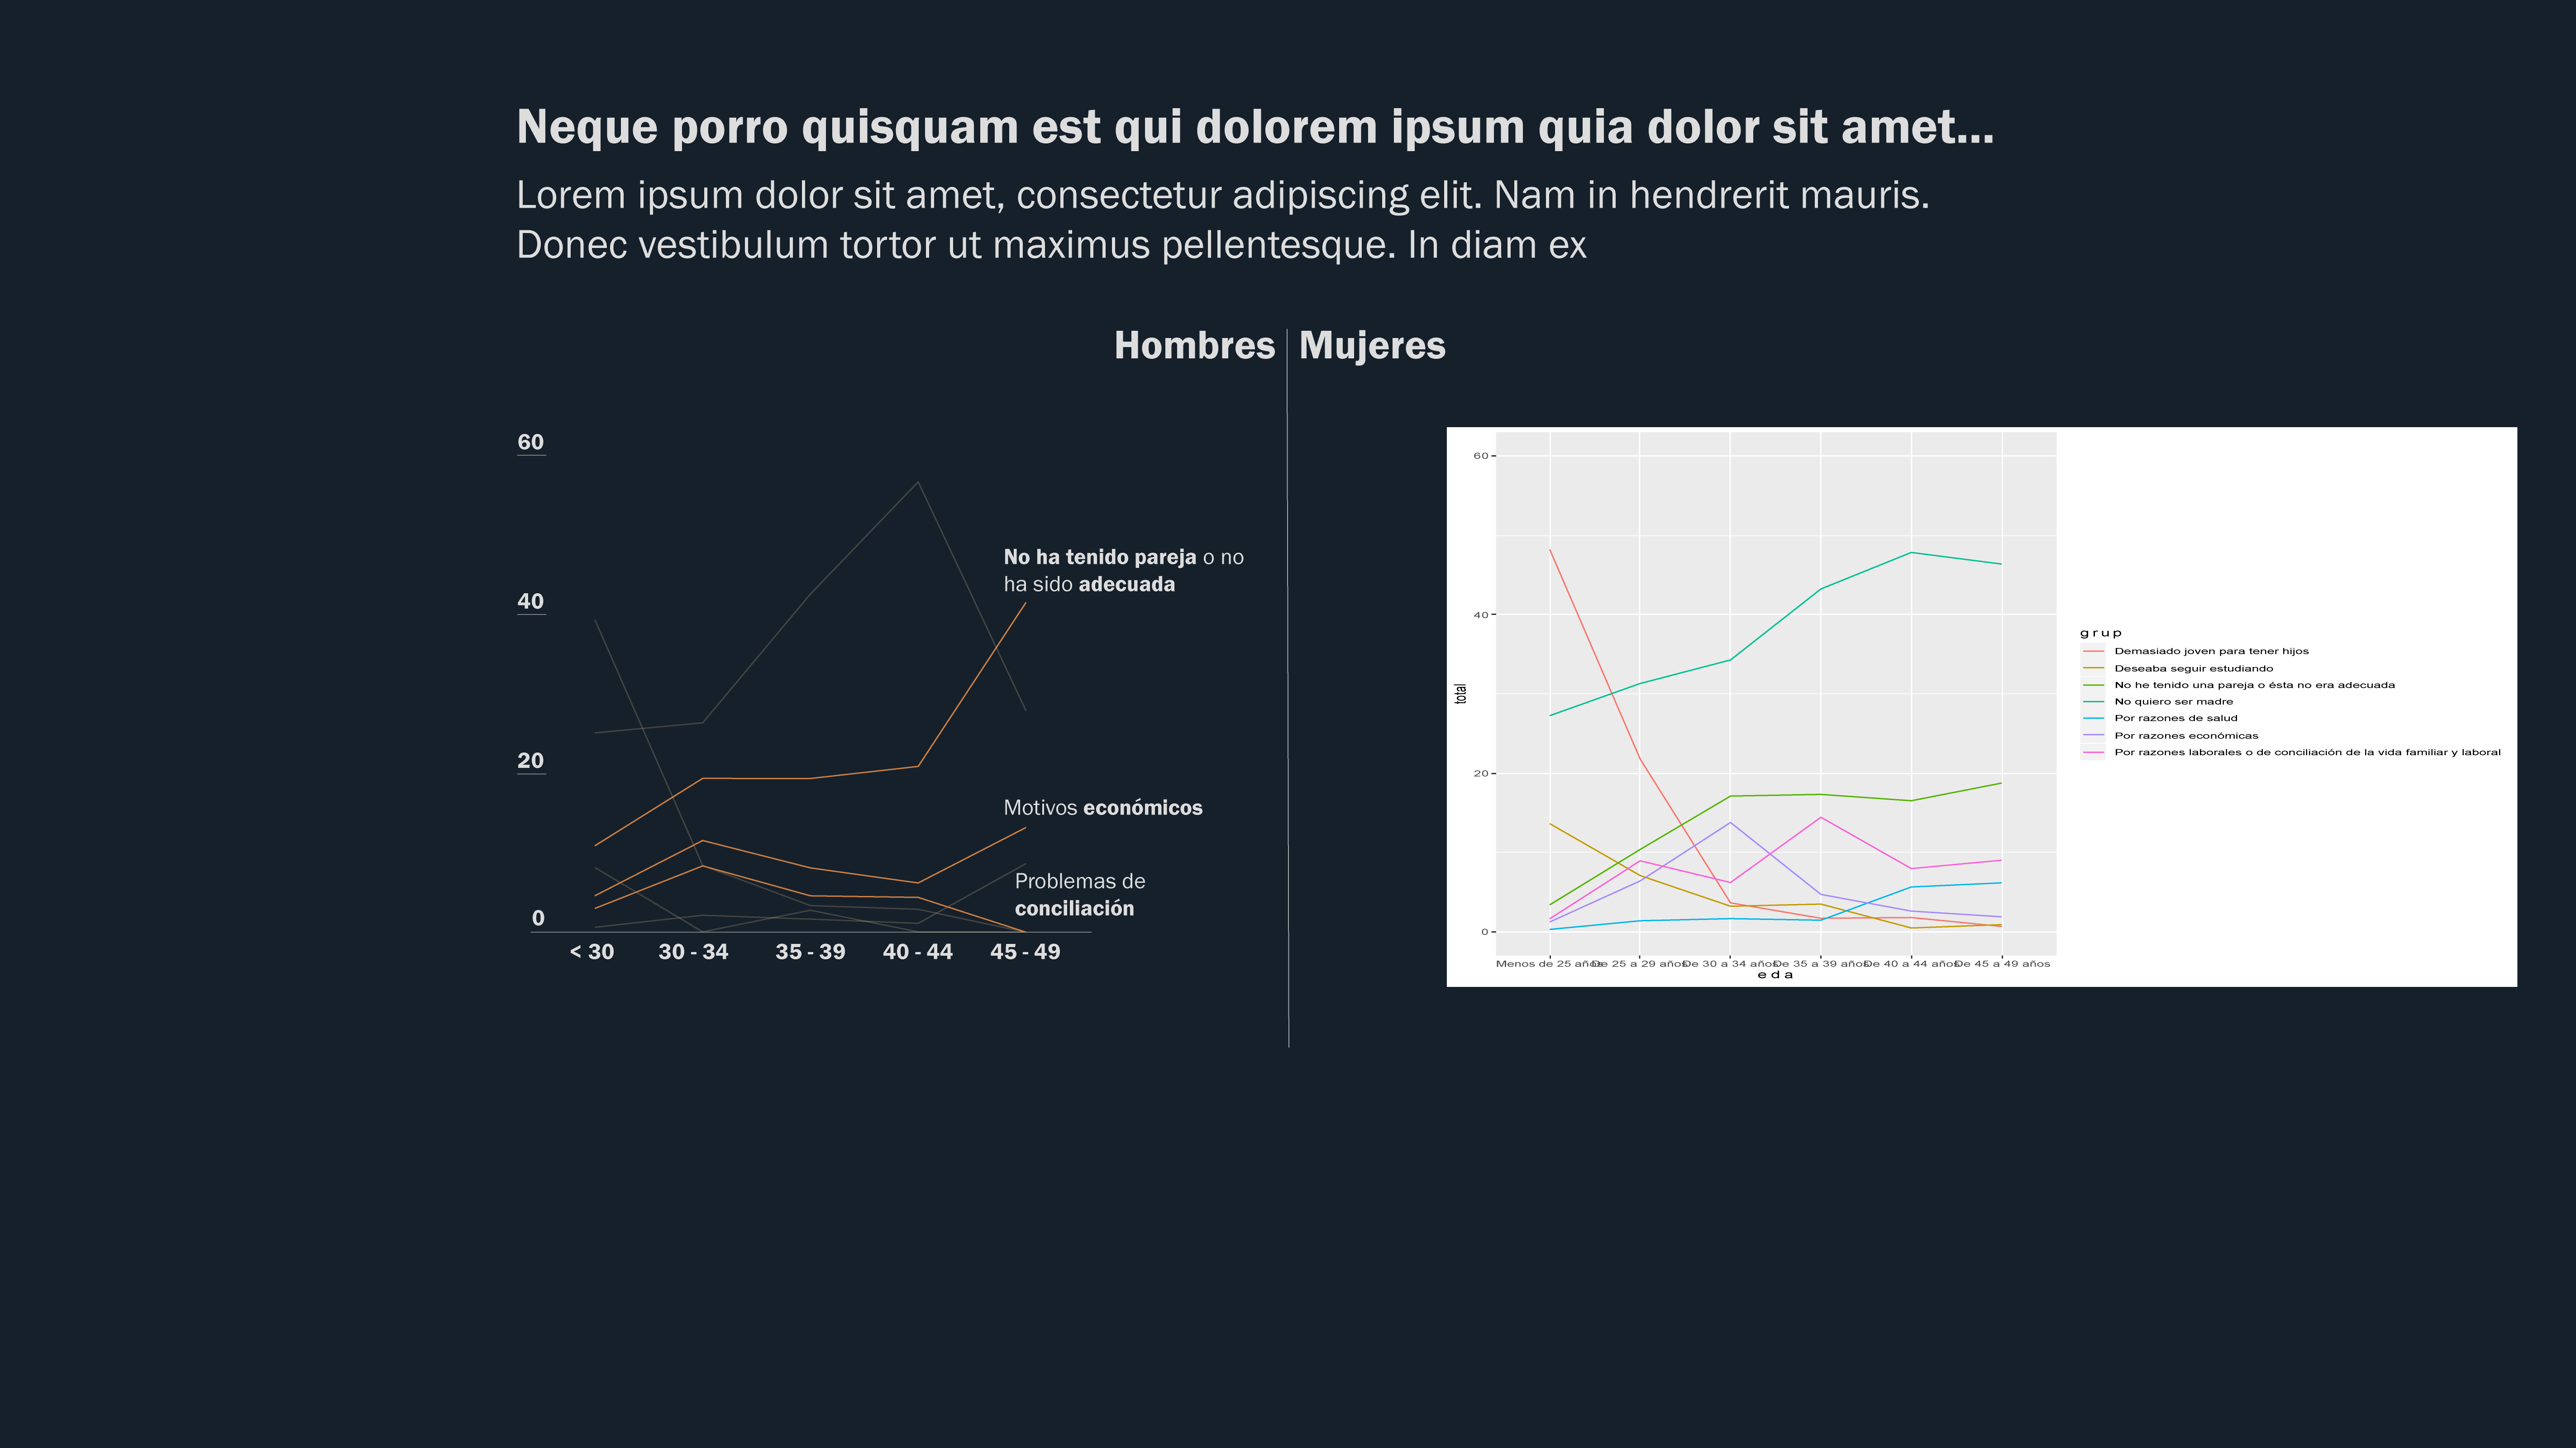 Neque porro quisquam est qui dolorem ipsum quia dolor sit amet...
Lorem ipsum dolor sit amet, consectetur adipiscing elit. Nam in hendrerit mauris.
Donec vestibulum tortor ut maximus pellentesque. In diam ex
Hombres
Mujeres
60
40
20
0
No ha tenido pareja o no
ha sido adecuada
Motivos económicos
Problemas de
conciliación
< 30
30 - 34
35 - 39
40 - 44
45 - 49
60
40
20
0
total
Menos de 25 años
De 25 a 29 años
De 30 a 34 años
De 35 a 39 años
De 40 a 44 años
De 45 a 49 años
eda
grup
Demasiado joven para tener hijos
Deseaba seguir estudiando
No he tenido una pareja o ésta no era adecuada
No quiero ser madre
Por razones de salud
Por razones económicas
Por razones laborales o de conciliación de la vida familiar y laboral